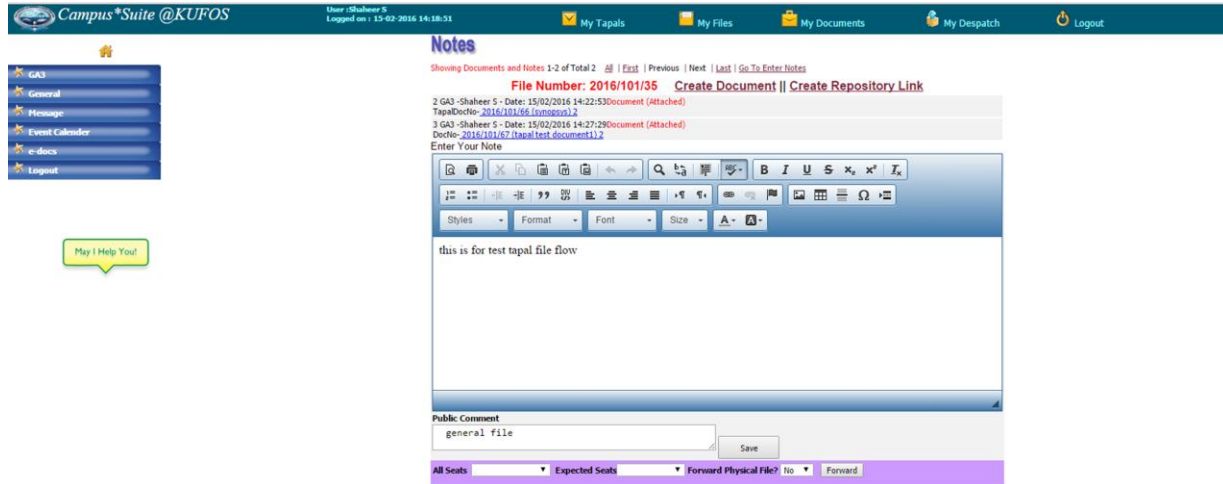 Campus*Suite @KUFOS
User :Shaheer S
Logged on : 15-02-2016 14:18:51
My Tapals
My Files
My Documents
My Despatch
Logout
GA3
General
Message
Event Calender
e-docs
Logout
May I Help You!
Notes
Showing Documents and Notes 1-2 of Total 2 All | First | Previous | Next | Last | Go To Enter Notes
File Number: 2016/101/35 Create Document || Create Repository Link
2 GA3 -Shaheer S - Date: 15/02/2016 14:22:53Document (Attached)
TapalDocNo- 2016/101/66 (synopsys) 2
3 GA3 -Shaheer S - Date: 15/02/2016 14:27:29Document (Attached)
DocNo- 2016/101/67 (tapal test document1) 2
Enter Your Note
B I U S x₂ x² Iₓ
Styles Format Font Size A A
this is for test tapal file flow
Public Comment
general file
Save
All Seats Expected Seats Forward Physical File? No Forward